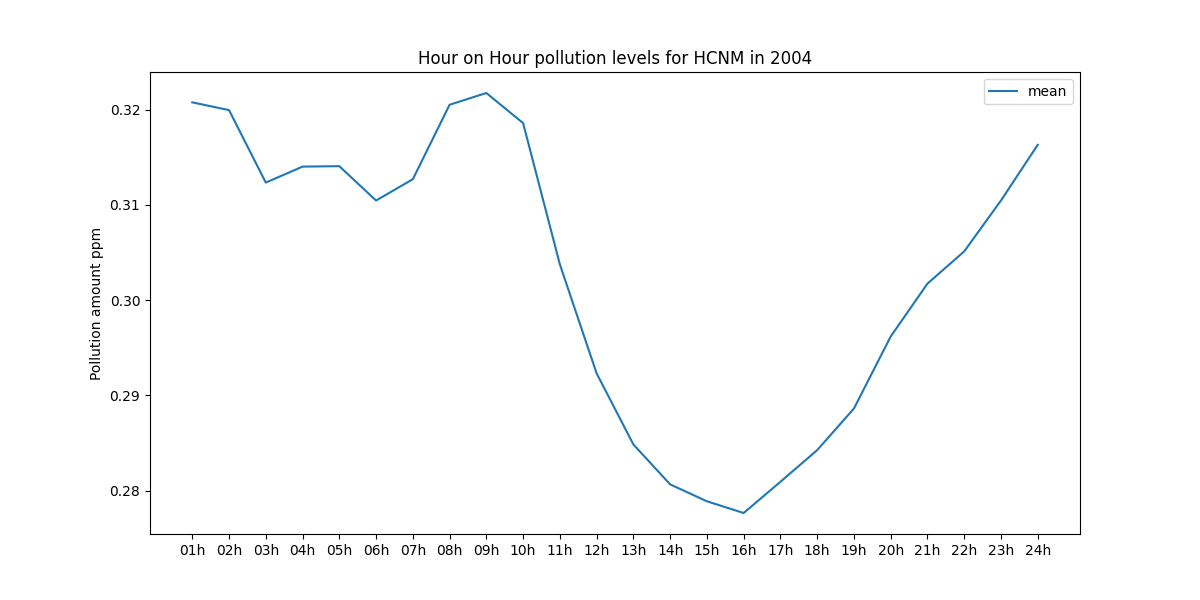 Hour on Hour pollution levels for HCNM in 2004
mean
Pollution amount ppm
0.32
0.31
0.30
0.29
0.28
01h 02h 03h 04h 05h 06h 07h 08h 09h 10h 11h 12h 13h 14h 15h 16h 17h 18h 19h 20h 21h 22h 23h 24h